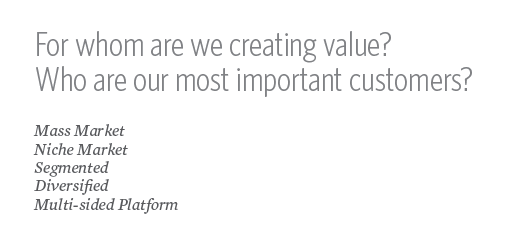 For whom are we creating value?
Who are our most important customers?
Mass Market
Niche Market
Segmented
Diversified
Multi-sided Platform